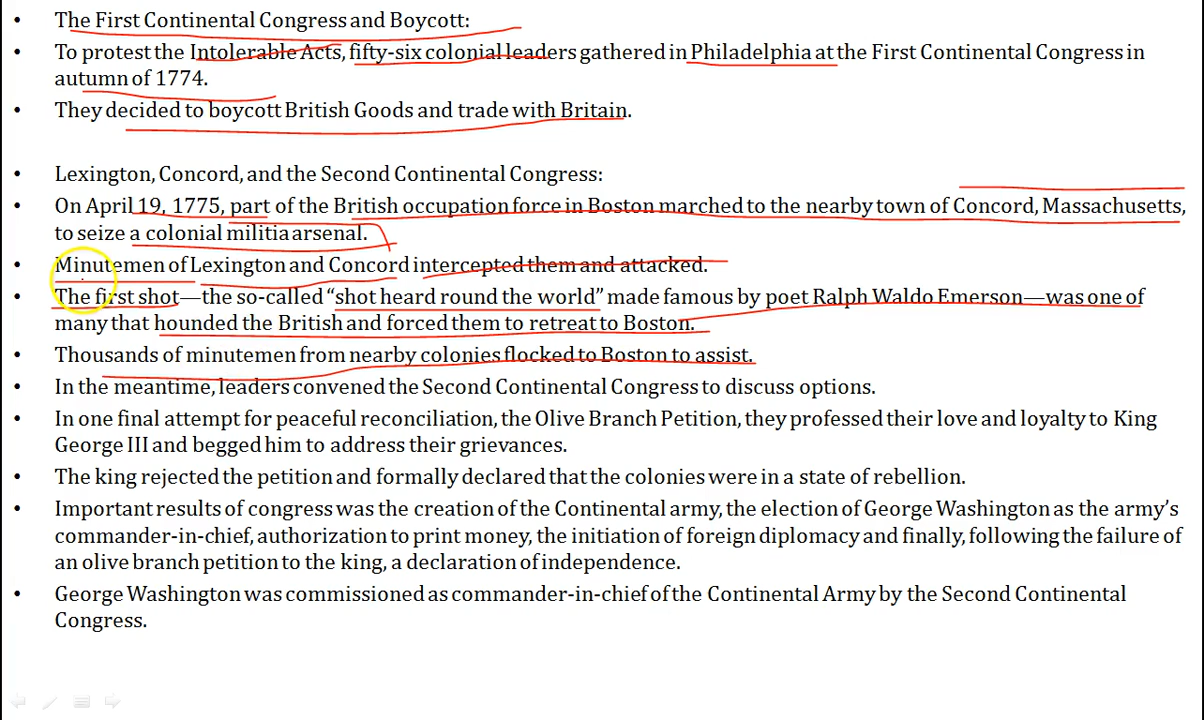 • The First Continental Congress and Boycott:
• To protest the Intolerable Acts, fifty-six colonial leaders gathered in Philadelphia at the First Continental Congress in
autumn of 1774.
• They decided to boycott British Goods and trade with Britain.
• Lexington, Concord, and the Second Continental Congress:
• On April 19, 1775, part of the British occupation force in Boston marched to the nearby town of Concord, Massachusetts,
to seize a colonial militia arsenal.
• Minutemen of Lexington and Concord intercepted them and attacked.
• The first shot—the so-called “shot heard round the world” made famous by poet Ralph Waldo Emerson—was one of
many that hounded the British and forced them to retreat to Boston.
• Thousands of minutemen from nearby colonies flocked to Boston to assist.
• In the meantime, leaders convened the Second Continental Congress to discuss options.
• In one final attempt for peaceful reconciliation, the Olive Branch Petition, they professed their love and loyalty to King
George III and begged him to address their grievances.
• The king rejected the petition and formally declared that the colonies were in a state of rebellion.
• Important results of congress was the creation of the Continental army, the election of George Washington as the army’s
commander-in-chief, authorization to print money, the initiation of foreign diplomacy and finally, following the failure of
an olive branch petition to the king, a declaration of independence.
• George Washington was commissioned as commander-in-chief of the Continental Army by the Second Continental
Congress.